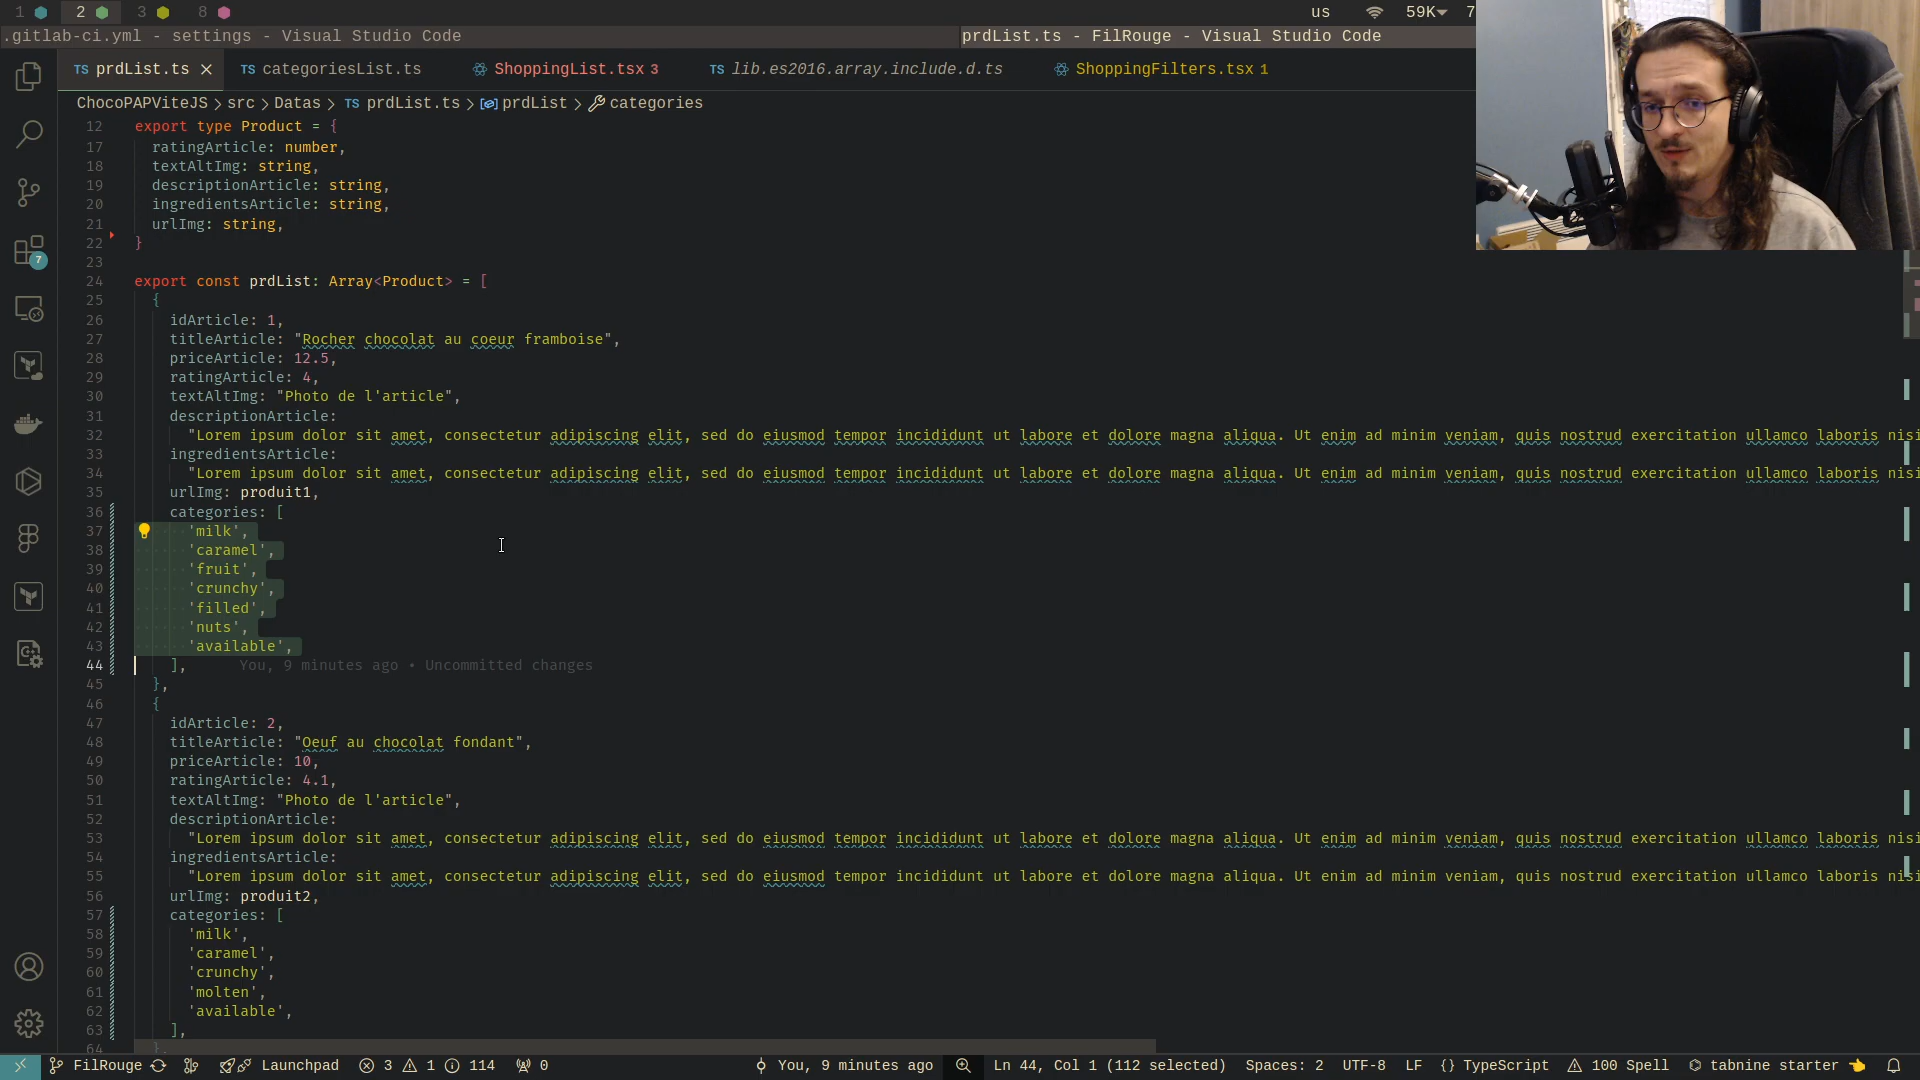 1 2 3 8 us 59K 7
.gitlab-ci.yml - settings - Visual Studio Code prdList.ts - FilRouge - Visual Studio Code
TS prdList.ts TS categoriesList.ts ShoppingList.tsx 3 TS lib.es2016.array.include.d.ts ShoppingFilters.tsx 1
ChocoPAPViteJS > src > Datas > TS prdList.ts > prdList > categories
12 export type Product = {
17 ratingArticle: number,
18 textAltImg: string,
19 descriptionArticle: string,
20 ingredientsArticle: string,
21 urlImg: string,
22 }
23
24 export const prdList: Array<Product> = [
25 {
26 idArticle: 1,
27 titleArticle: "Rocher chocolat au coeur framboise",
28 priceArticle: 12.5,
29 ratingArticle: 4,
30 textAltImg: "Photo de l'article",
31 descriptionArticle:
32 "Lorem ipsum dolor sit amet, consectetur adipiscing elit, sed do eiusmod tempor incididunt ut labore et dolore magna aliqua. Ut enim ad minim veniam, quis nostrud exercitation ullamco laboris nisi
33 ingredientsArticle:
34 "Lorem ipsum dolor sit amet, consectetur adipiscing elit, sed do eiusmod tempor incididunt ut labore et dolore magna aliqua. Ut enim ad minim veniam, quis nostrud exercitation ullamco laboris nisi
35 urlImg: produit1,
36 categories: [
37 'milk',
38 'caramel',
39 'fruit',
40 'crunchy',
41 'filled',
42 'nuts',
43 'available',
44 ], You, 9 minutes ago • Uncommitted changes
45 },
46 {
47 idArticle: 2,
48 titleArticle: "Oeuf au chocolat fondant",
49 priceArticle: 10,
50 ratingArticle: 4.1,
51 textAltImg: "Photo de l'article",
52 descriptionArticle:
53 "Lorem ipsum dolor sit amet, consectetur adipiscing elit, sed do eiusmod tempor incididunt ut labore et dolore magna aliqua. Ut enim ad minim veniam, quis nostrud exercitation ullamco laboris nisi
54 ingredientsArticle:
55 "Lorem ipsum dolor sit amet, consectetur adipiscing elit, sed do eiusmod tempor incididunt ut labore et dolore magna aliqua. Ut enim ad minim veniam, quis nostrud exercitation ullamco laboris nisi
56 urlImg: produit2,
57 categories: [
58 'milk',
59 'caramel',
60 'crunchy',
61 'molten',
62 'available',
63 ],
64 },
7
FilRouge Launchpad 3 1 114 0 You, 9 minutes ago Ln 44, Col 1 (112 selected) Spaces: 2 UTF-8 LF {} TypeScript 100 Spell tabnine starter